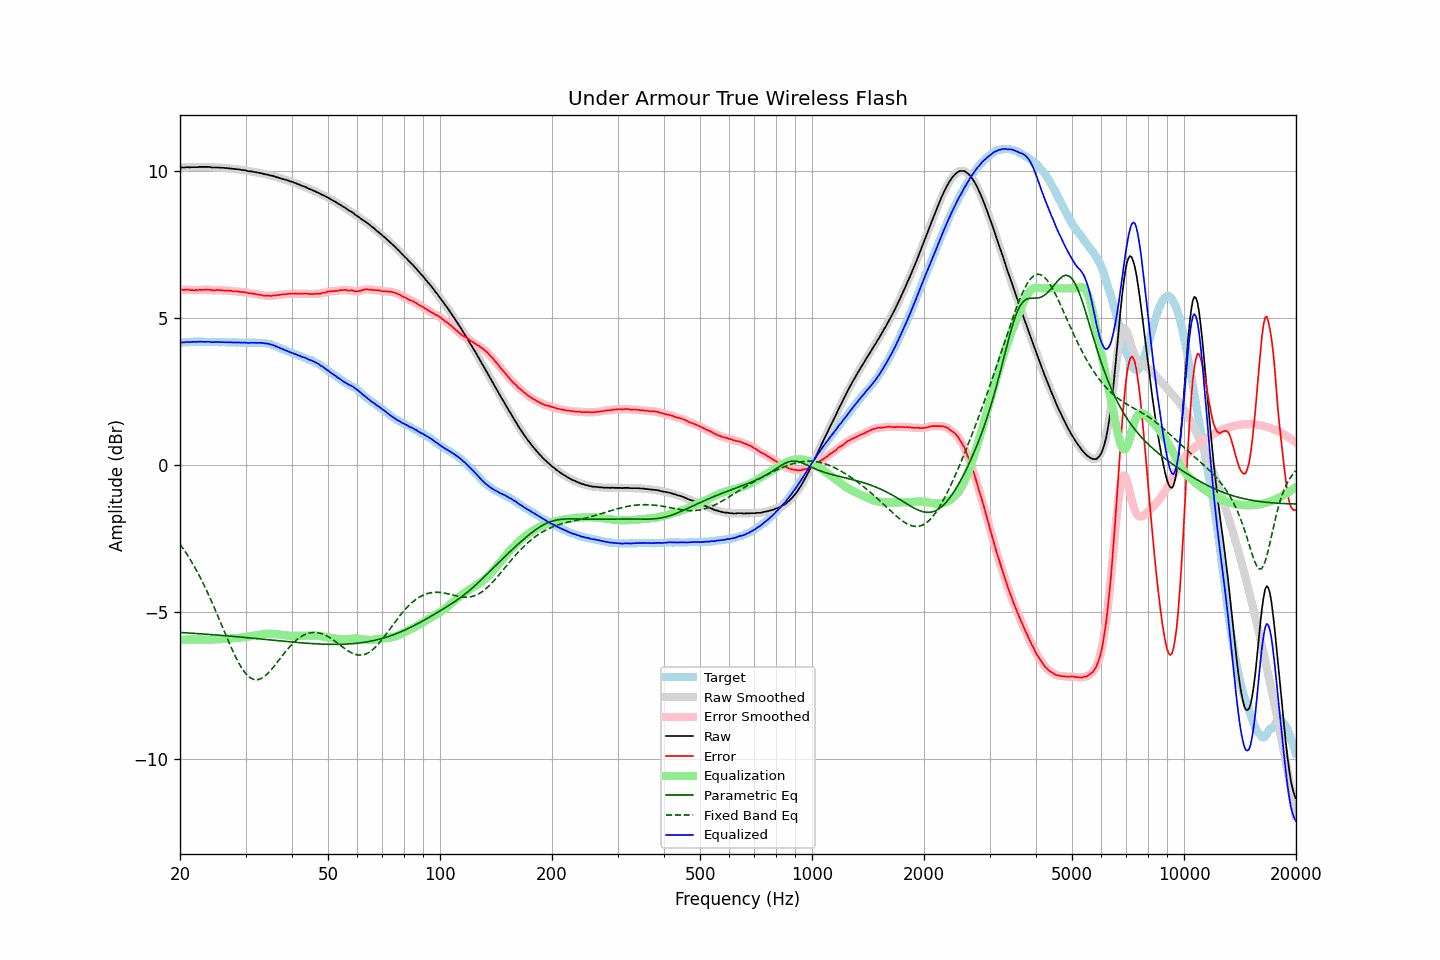 Under Armour True Wireless Flash
Amplitude (dBr)
10
5
0
−5
−10
20
50
100
200
500
1000
2000
5000
10000
20000
Frequency (Hz)
Target
Raw Smoothed
Error Smoothed
Raw
Error
Equalization
Parametric Eq
Fixed Band Eq
Equalized